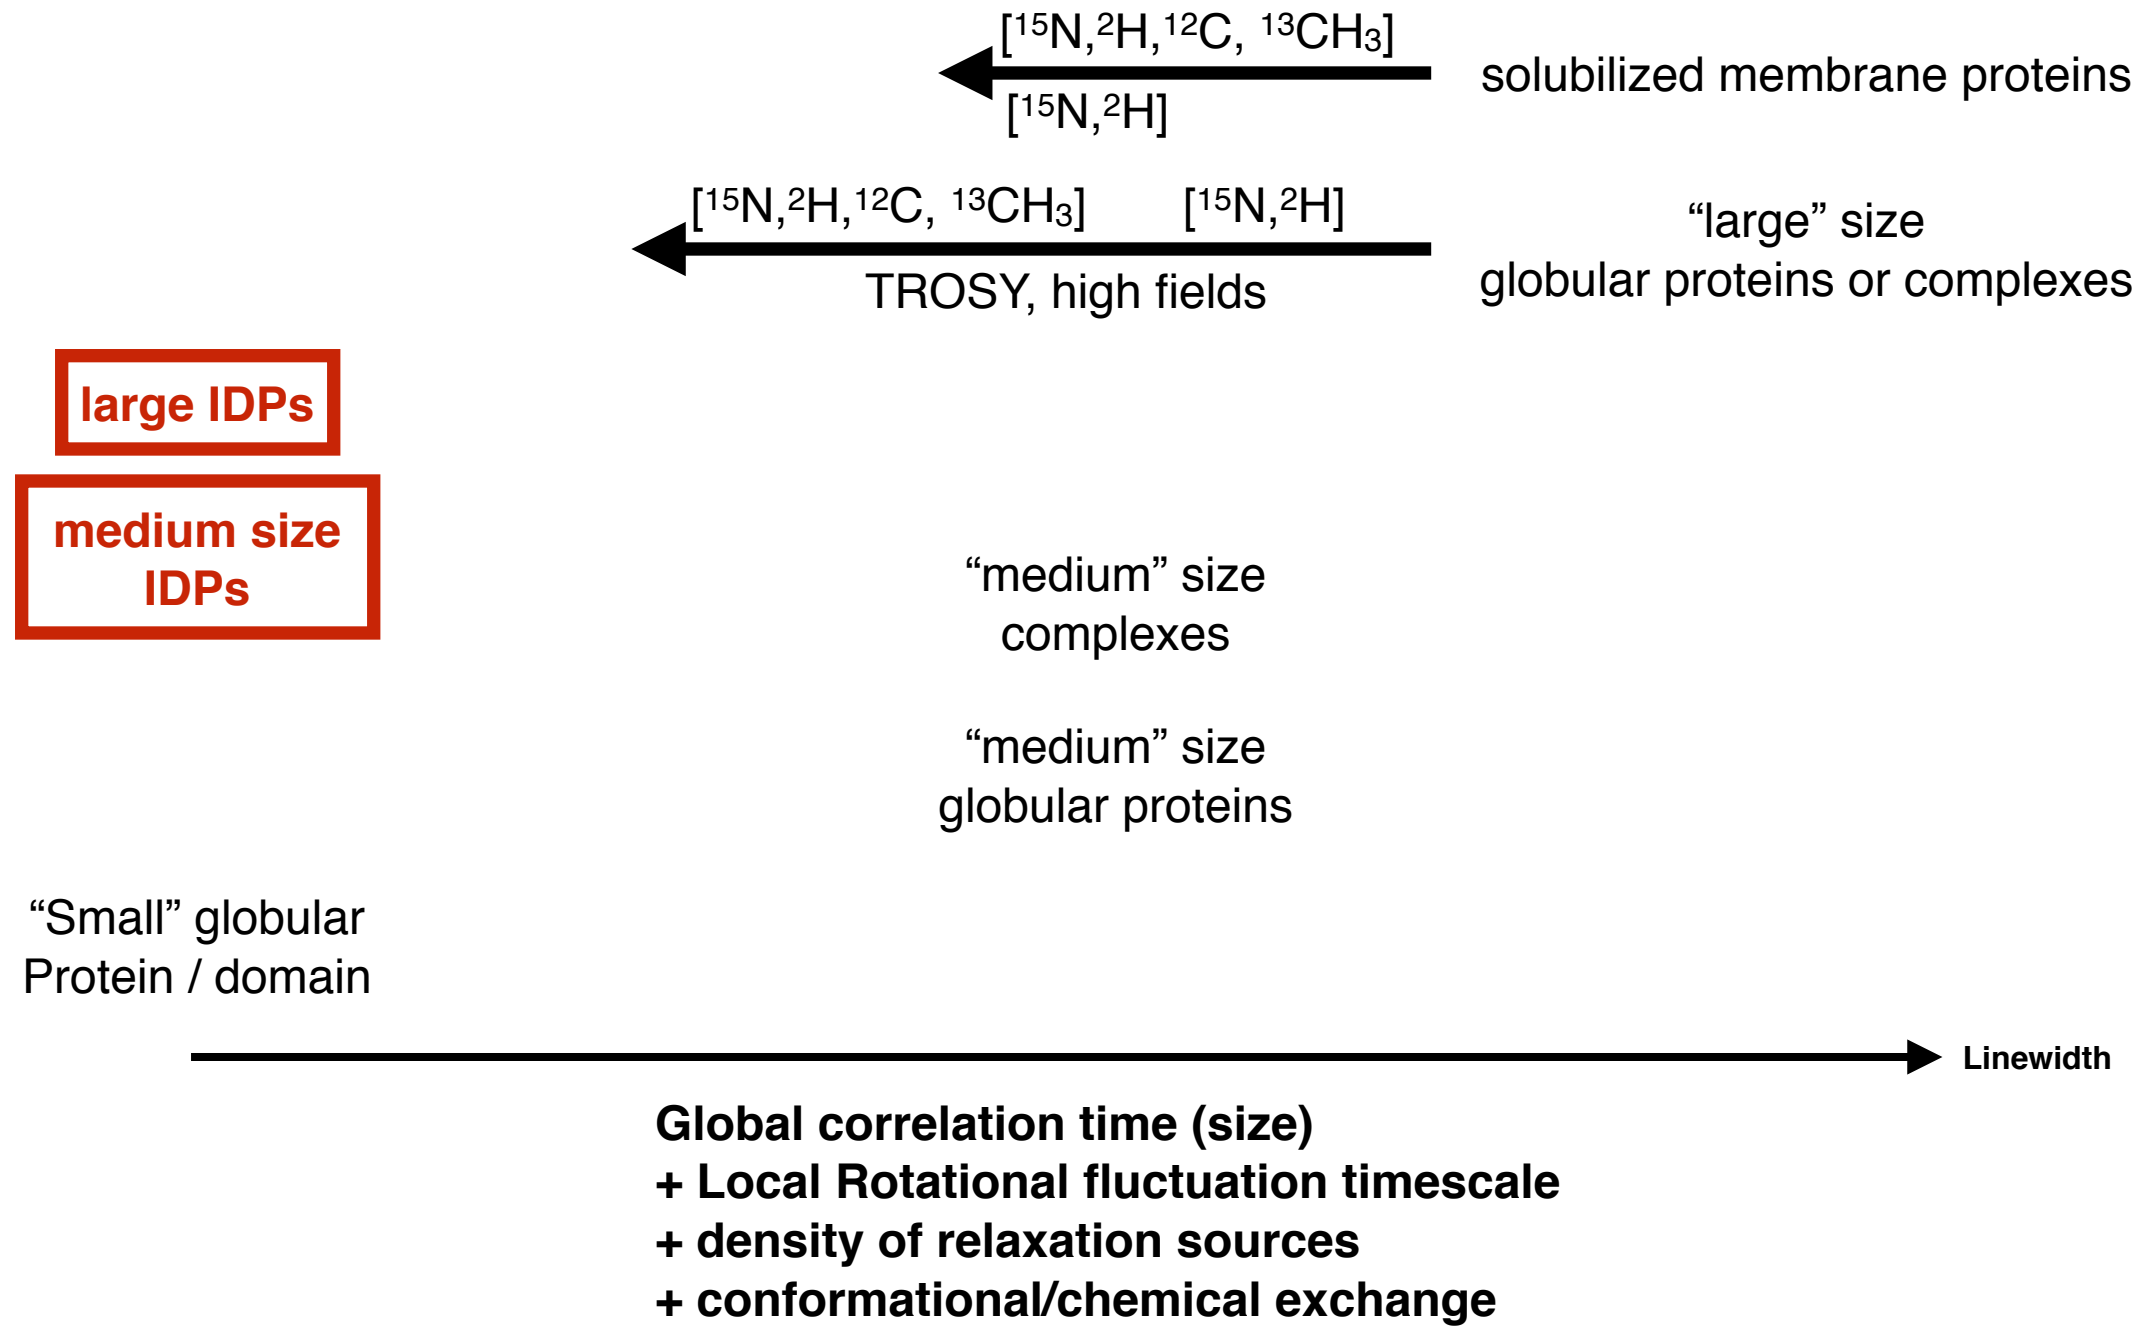 [¹⁵N,²H,¹²C, ¹³CH₃]
solubilized membrane proteins
[¹⁵N,²H]
[¹⁵N,²H,¹²C, ¹³CH₃]
[¹⁵N,²H]
“large” size
globular proteins or complexes
TROSY, high fields
large IDPs
medium size
IDPs
“medium” size
complexes
“medium” size
globular proteins
“Small” globular
Protein / domain
Linewidth
Global correlation time (size)
+ Local Rotational fluctuation timescale
+ density of relaxation sources
+ conformational/chemical exchange